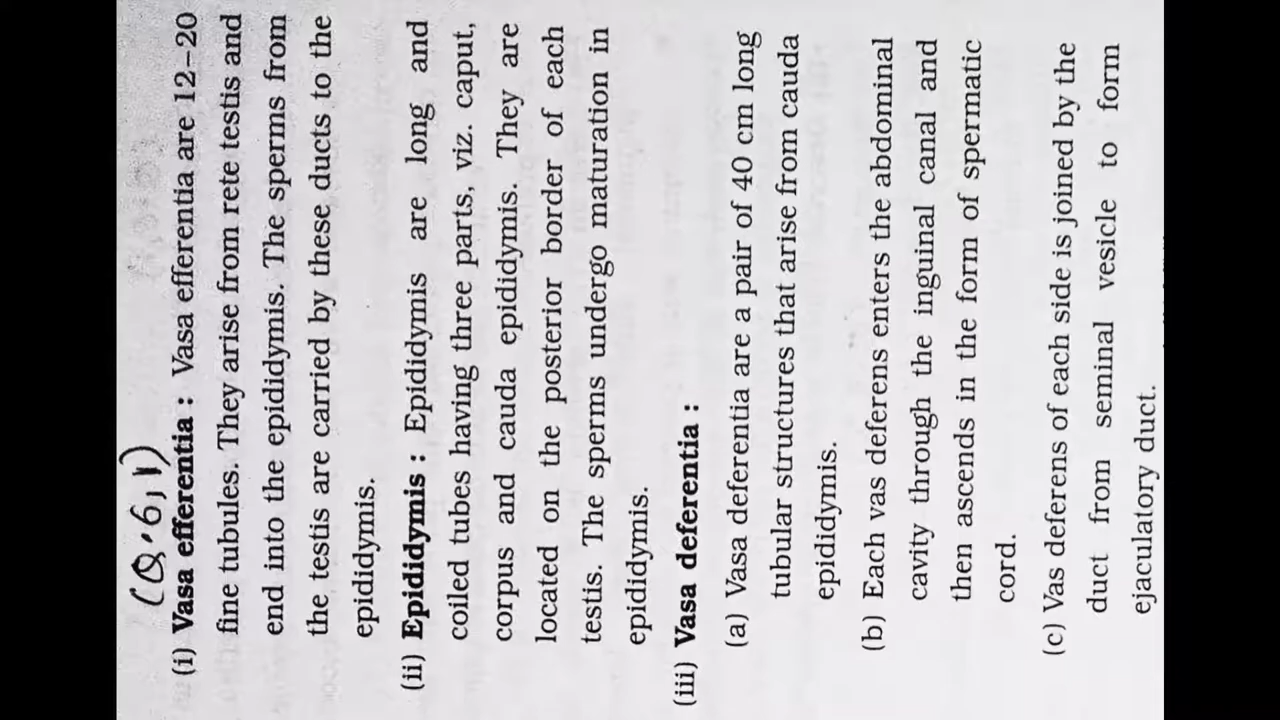 (Q.6,1)
(i) Vasa efferentia : Vasa efferentia are 12–20
fine tubules. They arise from rete testis and
end into the epididymis. The sperms from
the testis are carried by these ducts to the
epididymis.
(ii) Epididymis : Epididymis are long and
coiled tubes having three parts, viz. caput,
corpus and cauda epididymis. They are
located on the posterior border of each
testis. The sperms undergo maturation in
epididymis.
(iii) Vasa deferentia :
(a) Vasa deferentia are a pair of 40 cm long
tubular structures that arise from cauda
epididymis.
(b) Each vas deferens enters the abdominal
cavity through the inguinal canal and
then ascends in the form of spermatic
cord.
(c) Vas deferens of each side is joined by the
duct from seminal vesicle to form
ejaculatory duct.